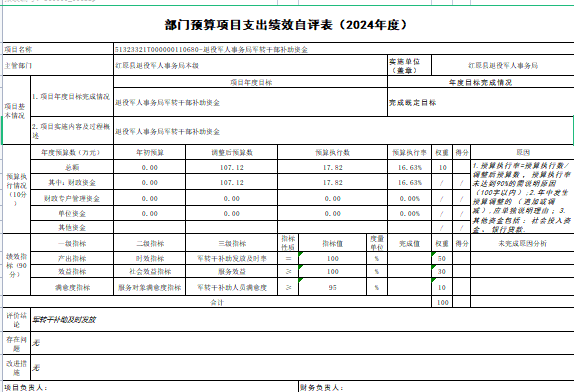 部门预算项目支出绩效自评表（2024年度）
项目名称 51323321T000000110680-退役军人事务局军转干部补助资金
主管部门 红原县退役军人事务局本级 实施单位（盖章） 红原县退役军人事务局
项目基本情况 1.项目年度目标完成情况 项目年度目标 年度目标完成情况
退役军人事务局军转干部补助资金 完成既定目标
2.项目实施内容及过程概述 退役军人事务局军转干部补助资金
预算执行情况（10分） 年度预算数（万元） 年初预算 调整后预算数 预算执行数 预算执行率 权重 得分 原因
总额 0.00 107.12 17.82 16.63% 10
其中：财政资金 0.00 107.12 17.82 16.63% / /
财政专户管理资金 0.00 0.00 0.00 0.00% / /
单位资金 0.00 0.00 0.00 0.00% / /
其他资金 / /
1.预算执行率=预算执行数/调整后预算数，预算执行率未达到90%的需说明原因（100字以内），2.年中发生预算调整的（追加或调减），应单独说明理由；3.其他资金包括：社会投入资金、银行贷款。
绩效指标（90分） 一级指标 二级指标 三级指标 指标性质 指标值 度量单位 完成值 权重 得分 未完成原因分析
产出指标 时效指标 军转干补助发放及时率 = 100 % 50
效益指标 社会效益指标 服务效益 ≥ 100 % 30
满意度指标 服务对象满意度指标 军转干补助人员满意度 ≥ 95 % 10
合计 100
评价结论 军转干补助及时发放
存在问题 无
改进措施 无
项目负责人： 财务负责人：